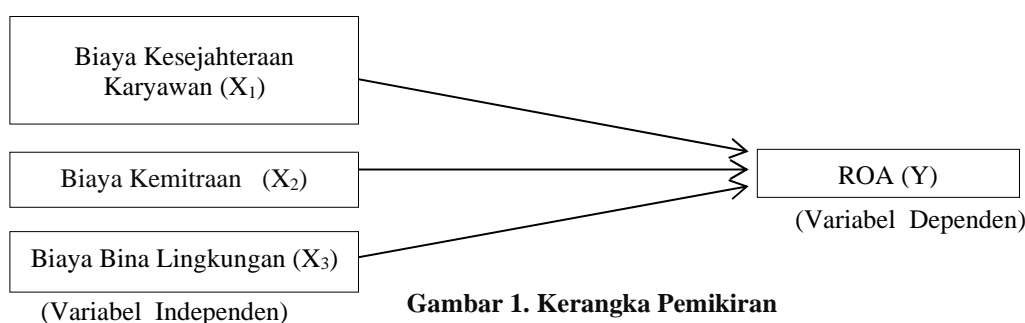 Biaya Kesejahteraan
Karyawan (X₁)
Biaya Kemitraan (X₂)
Biaya Bina Lingkungan (X₃)
(Variabel Independen)
ROA (Y)
(Variabel Dependen)
Gambar 1. Kerangka Pemikiran